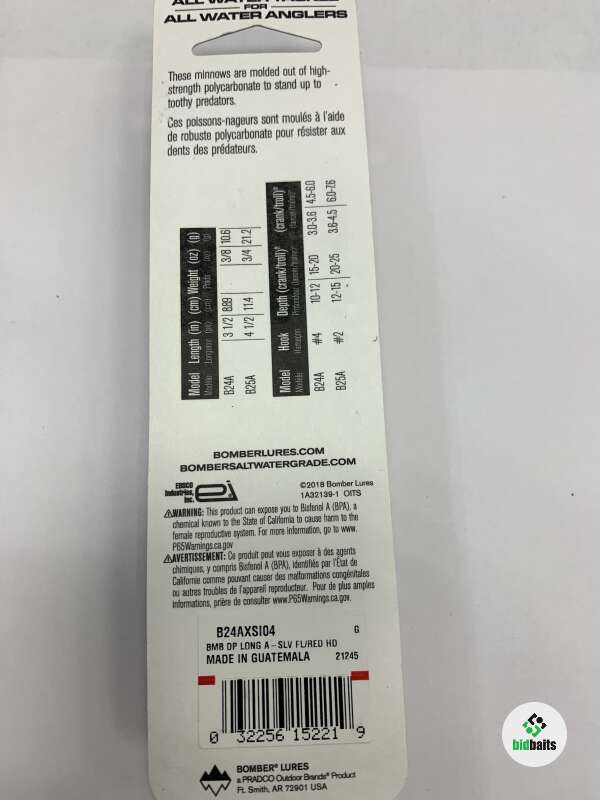 ALL WATER TACKLE
FOR
ALL WATER ANGLERS
These minnows are molded out of high-
strength polycarbonate to stand up to
toothy predators.
Ces poissons-nageurs sont moulés à l'aide
de robuste polycarbonate pour résister aux
dents des prédateurs.
Model Length (in) (cm) Weight (oz) (g)
Modèle
B24A 3 1/2 8.89 3/8 10.6
B25A 4 1/2 11.4 3/4 21.2
Model Hook Depth (crank/troll)' (crank/troll)"
Modèle Hameçon
B24A #4 10-12 15-20 3.0-3.6 4.5-6.0
B25A #2 12-15 20-25 3.6-4.5 6.0-7.6
BOMBERLURES.COM
BOMBERSALTWATERGRADE.COM
EBSCO
Industries,
Inc.
©2018 Bomber Lures
1A32139-1 OITS
⚠WARNING: This product can expose you to Bisfenol A (BPA), a
chemical known to the State of California to cause harm to the
female reproductive system. For more information, go to www.
P65Warnings.ca.gov
⚠AVERTISSEMENT: Ce produit peut vous exposer à des agents
chimiques, y compris Bisfenol A (BPA), identifiés par l'État de
Californie comme pouvant causer des malformations congénitales
ou autres troubles de l'appareil reproducteur. Pour de plus amples
informations, prière de consulter www.P65Warnings.ca.gov.
B24AXSI04 G
BMB DP LONG A-SLV FL/RED HD
MADE IN GUATEMALA 21245
0 32256 15221 9
BOMBER® LURES
a PRADCO Outdoor Brands® Product
Ft. Smith, AR 72901 USA
bidbaits